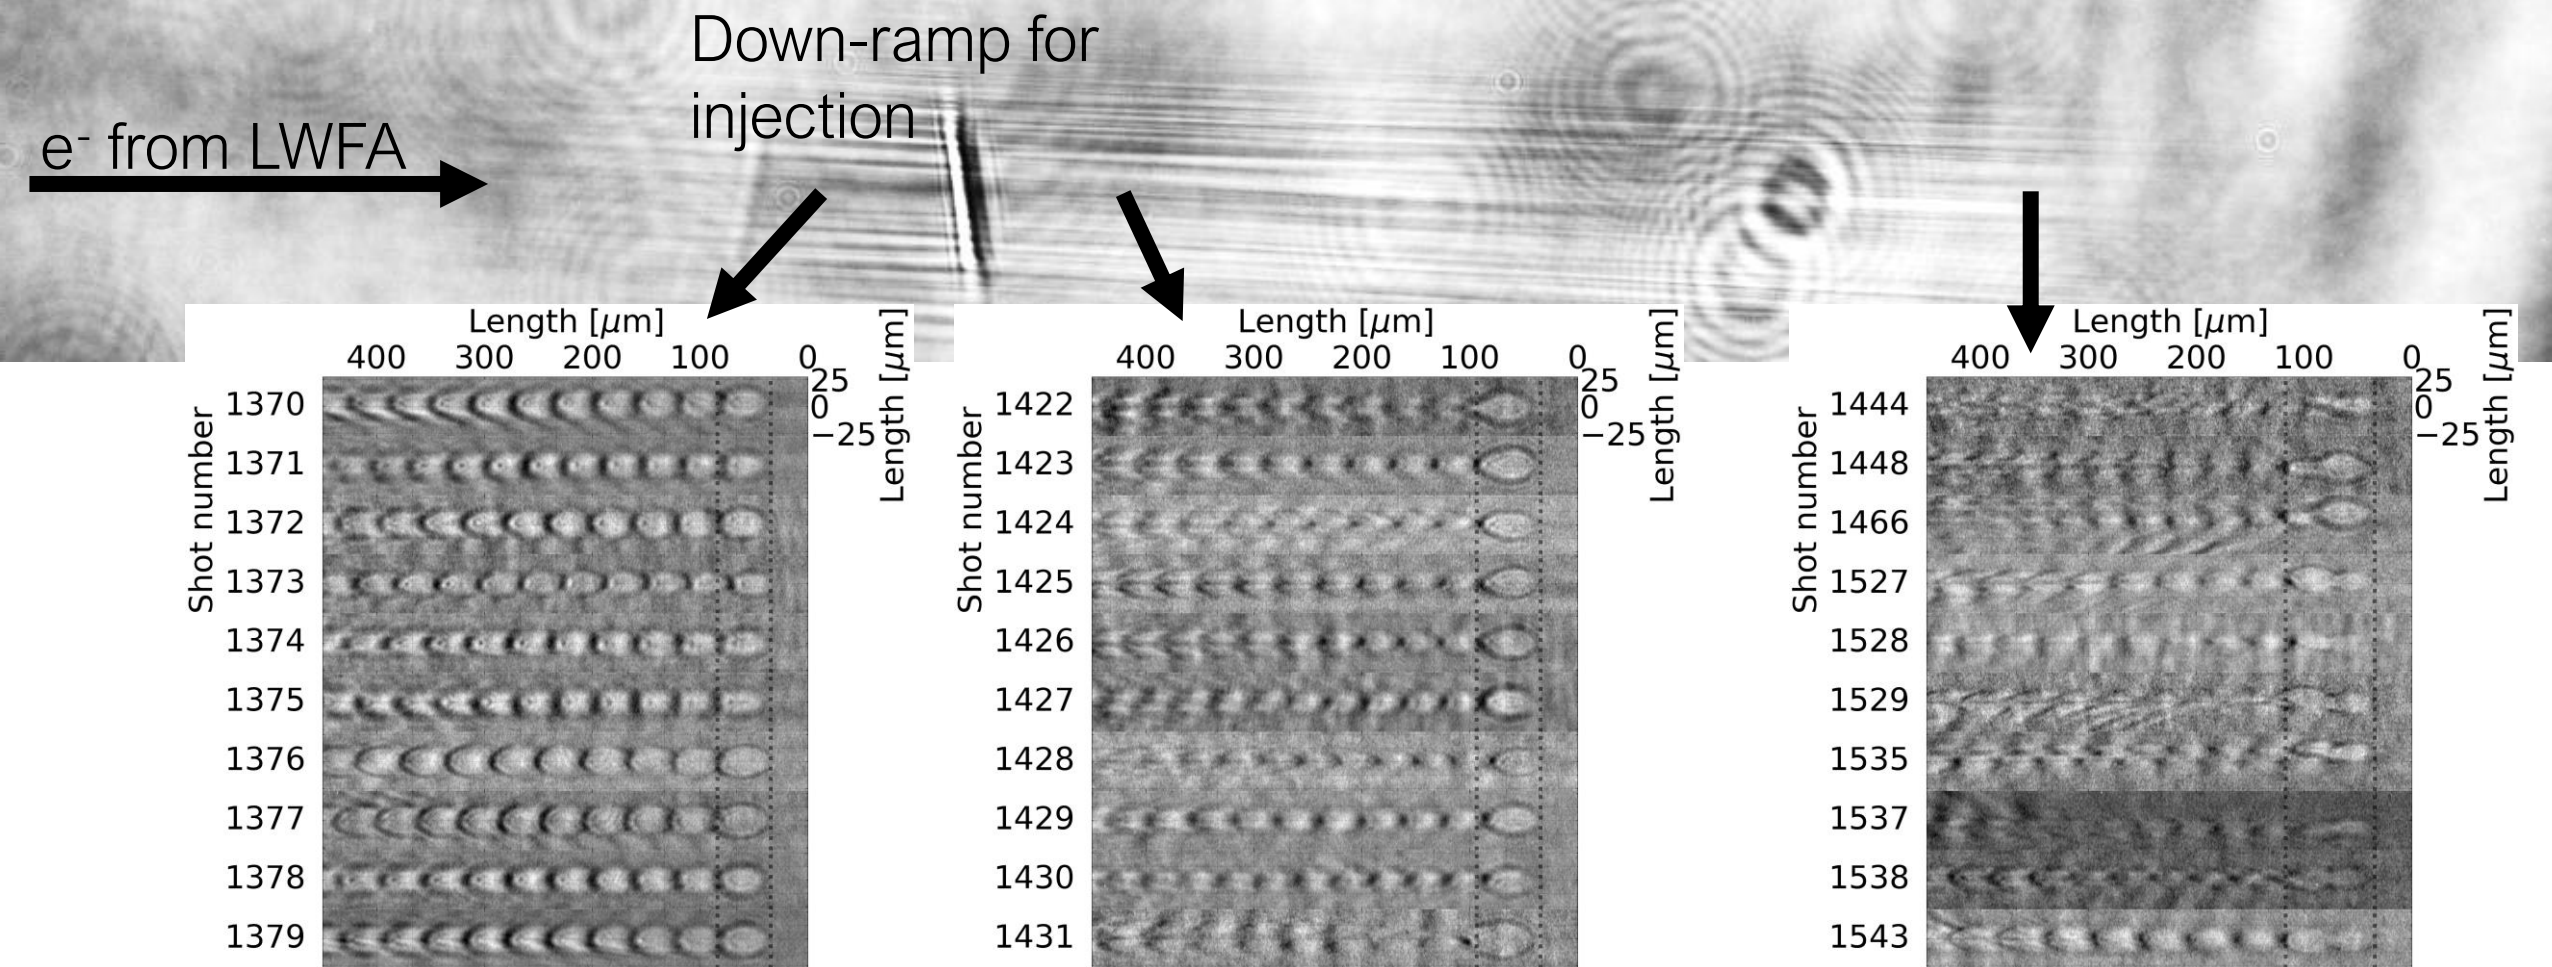 Down-ramp for
injection
e- from LWFA
Length [μm]
400 300 200 100 0
25
0
−25
Length [μm]
Shot number
1370
1371
1372
1373
1374
1375
1376
1377
1378
1379
Length [μm]
400 300 200 100 0
25
0
−25
Length [μm]
Shot number
1422
1423
1424
1425
1426
1427
1428
1429
1430
1431
Length [μm]
400 300 200 100 0
25
0
−25
Length [μm]
Shot number
1444
1448
1466
1527
1528
1529
1535
1537
1538
1543